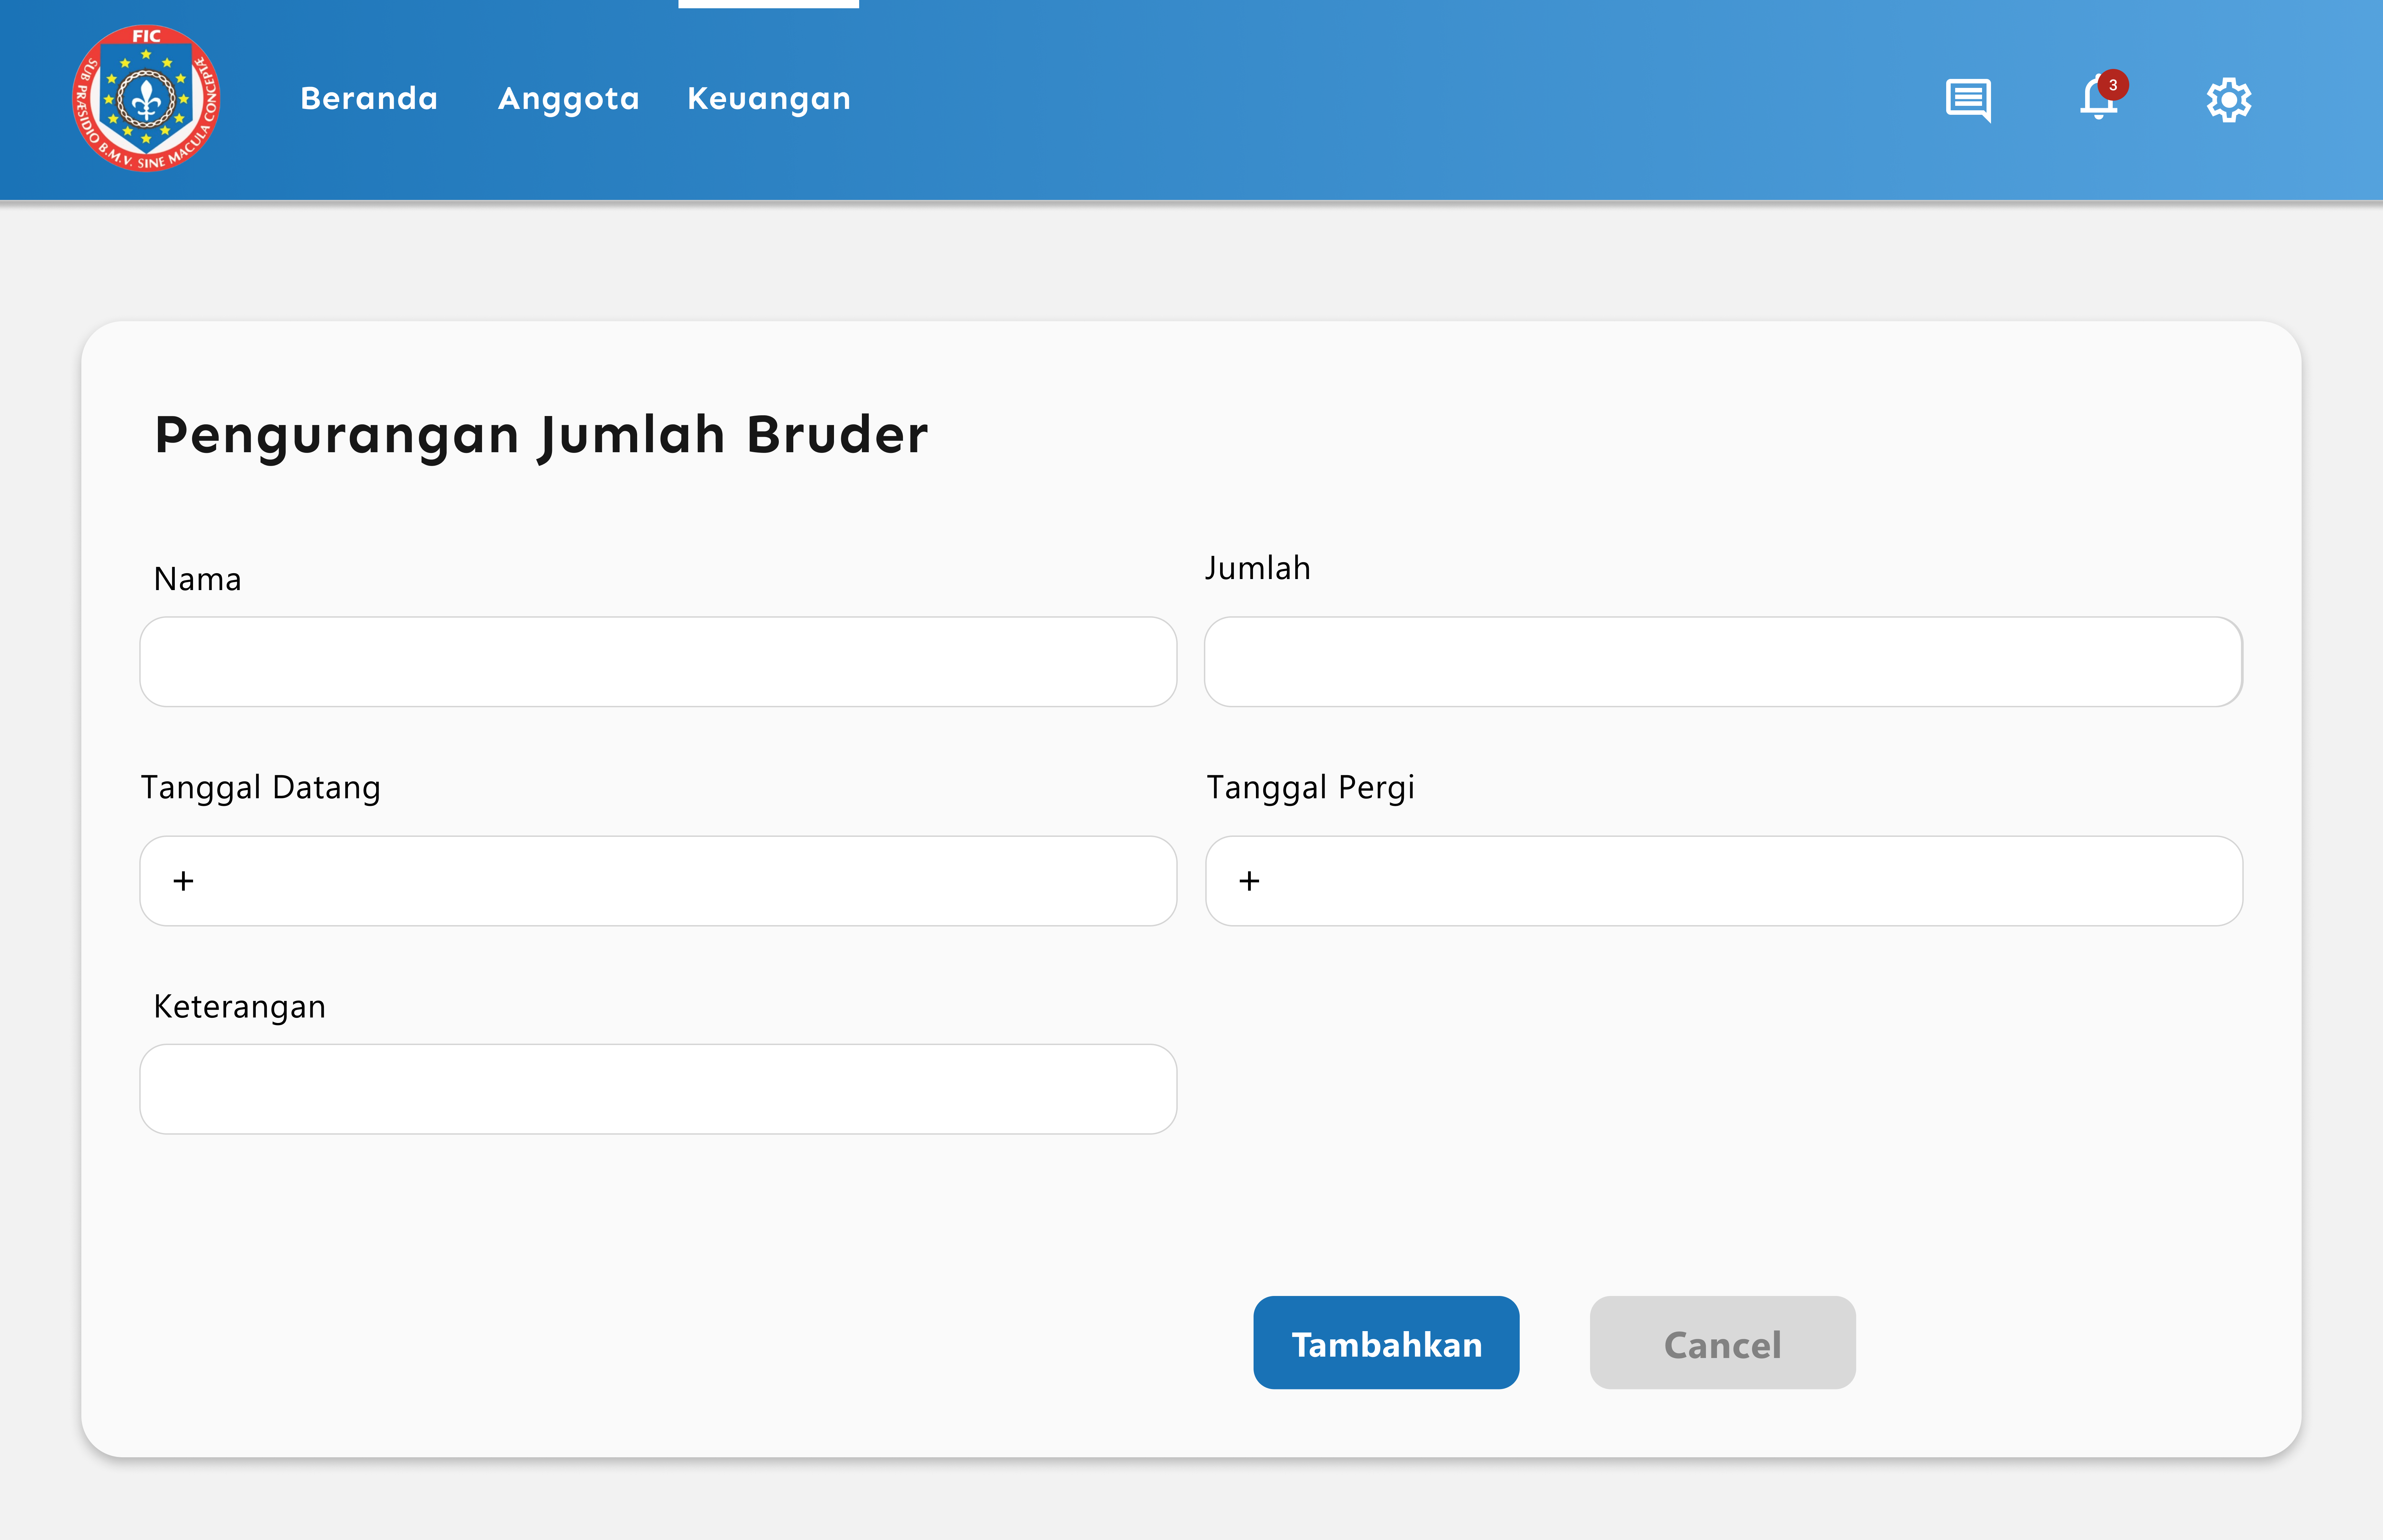 FIC
SUB PRÆSIDIO B.M.V. SINE MACULA CONCEPTÆ
Beranda Anggota Keuangan
3
Pengurangan Jumlah Bruder
Nama
Jumlah
Tanggal Datang
Tanggal Pergi
+
+
Keterangan
Tambahkan
Cancel